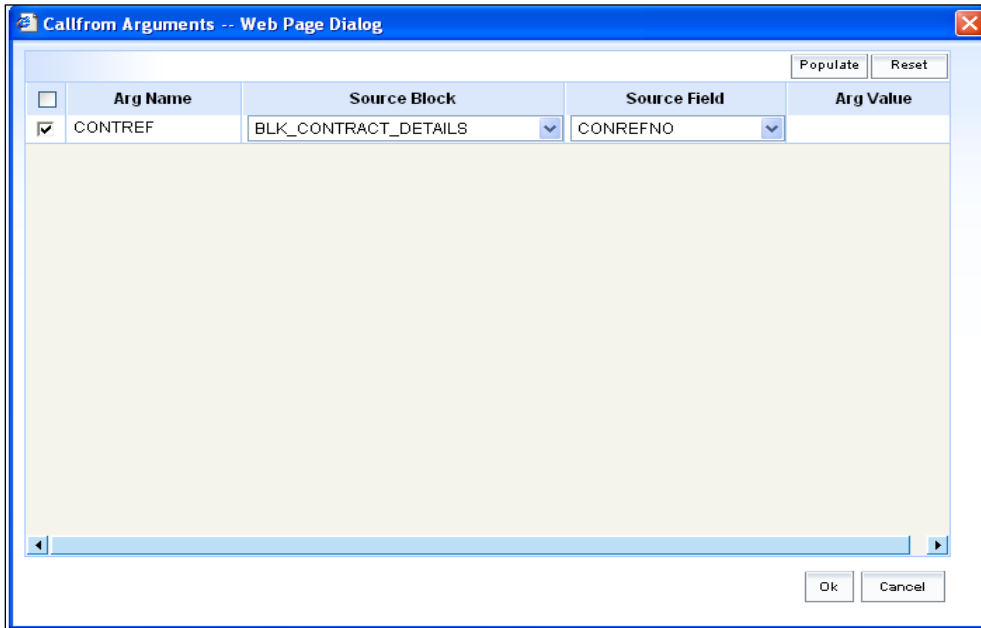 Callfrom Arguments -- Web Page Dialog
Populate Reset
Arg Name Source Block Source Field Arg Value
CONTREF BLK_CONTRACT_DETAILS CONREFNO
Ok Cancel